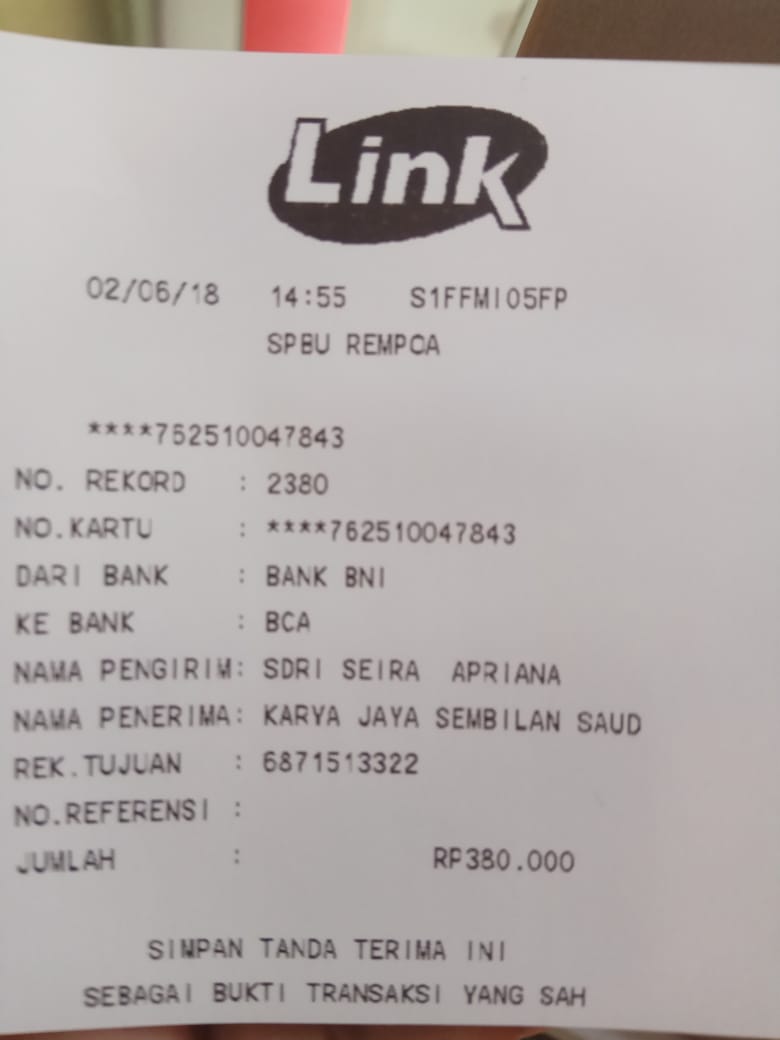 Link
02/06/18 14:55 S1FFMI05FP
SPBU REMPOA
****762510047843
NO. REKORD : 2380
NO.KARTU : ****762510047843
DARI BANK : BANK BNI
KE BANK : BCA
NAMA PENGIRIM: SDRI SEIRA APRIANA
NAMA PENERIMA: KARYA JAYA SEMBILAN SAUD
REK.TUJUAN : 6871513322
NO.REFERENSI :
JUMLAH : RP380.000
SIMPAN TANDA TERIMA INI
SEBAGAI BUKTI TRANSAKSI YANG SAH